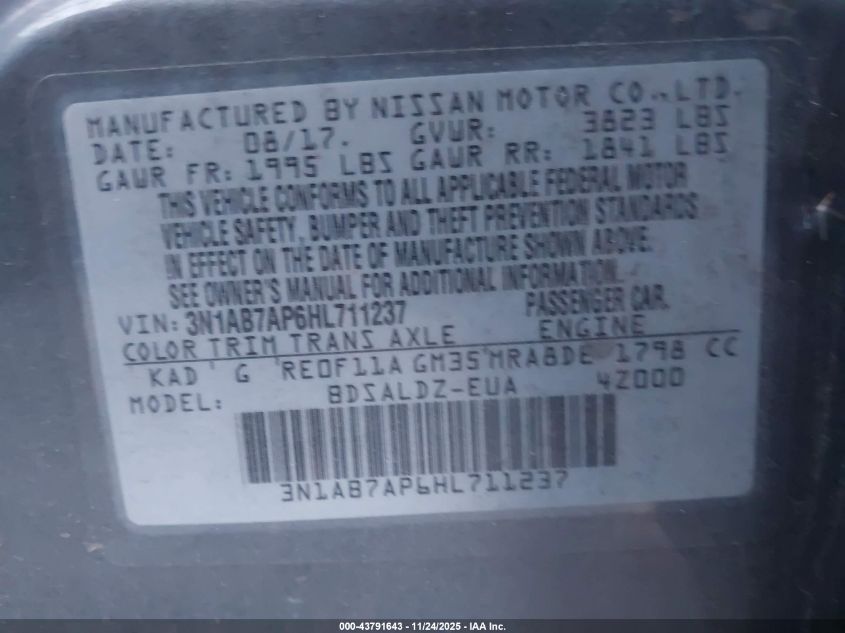 MANUFACTURED BY NISSAN MOTOR CO., LTD.
DATE: 08/17. GVWR: 3823 LBS
GAWR FR: 1995 LBS GAWR RR: 1841 LBS
THIS VEHICLE CONFORMS TO ALL APPLICABLE FEDERAL MOTOR
VEHICLE SAFETY, BUMPER AND THEFT PREVENTION STANDARDS
IN EFFECT ON THE DATE OF MANUFACTURE SHOWN ABOVE.
SEE OWNER'S MANUAL FOR ADDITIONAL INFORMATION.
VIN: 3N1AB7AP6HL711237 PASSENGER CAR.
COLOR TRIM TRANS AXLE ENGINE
KAD G RE0F11A GM35 MRA8DE 1798 CC
MODEL: BDSALDZ-EUA 4Z000
3N1AB7AP6HL711237
000-43791643 - 11/24/2025 - IAA Inc.